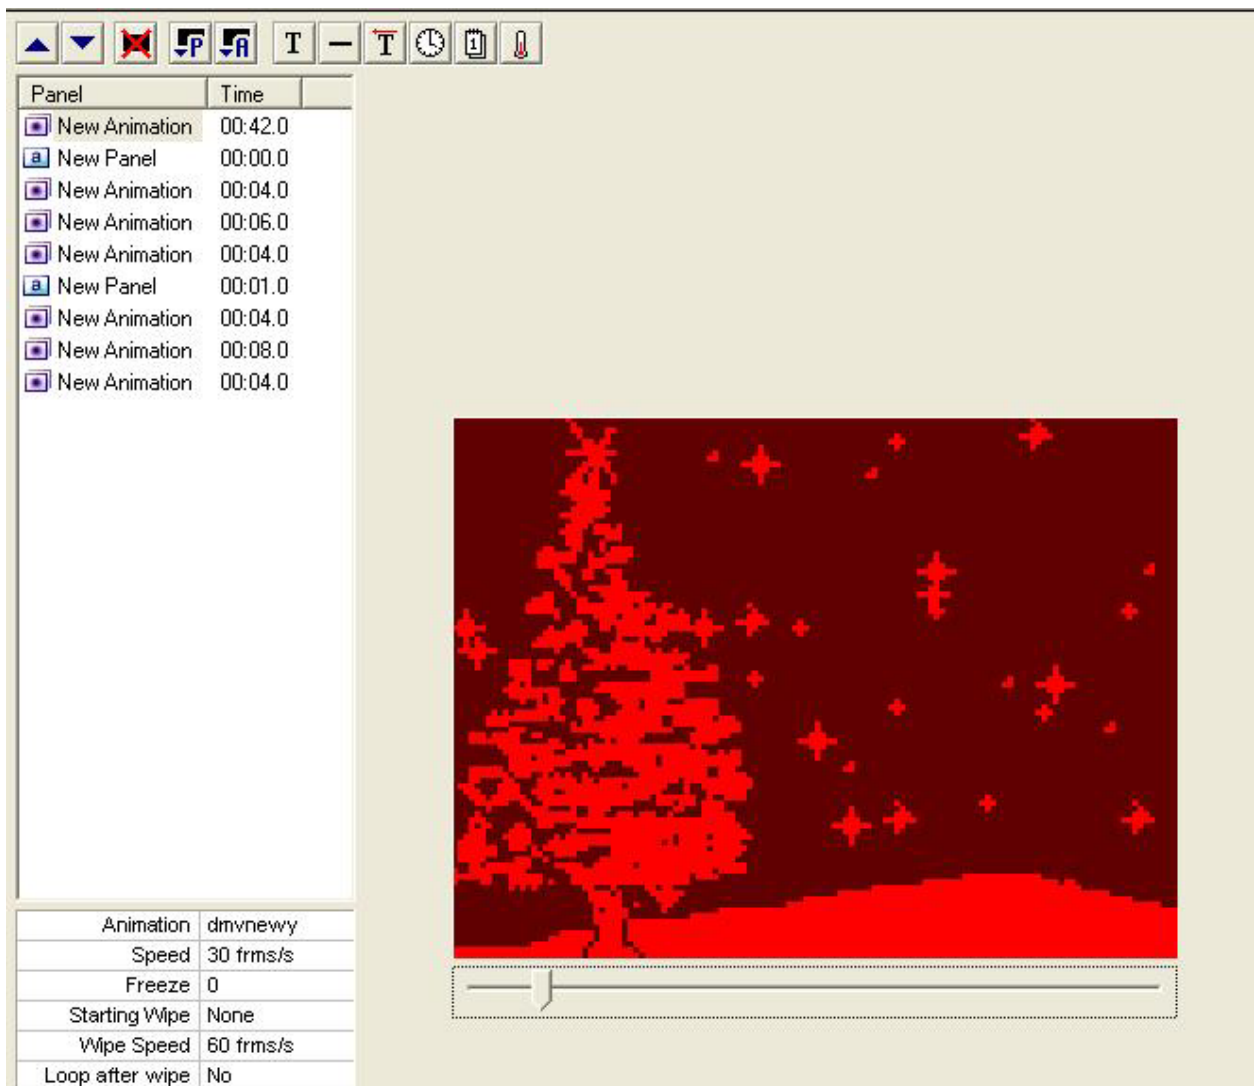 P A T — T 1
Panel Time
New Animation 00:42.0
a New Panel 00:00.0
New Animation 00:04.0
New Animation 00:06.0
New Animation 00:04.0
a New Panel 00:01.0
New Animation 00:04.0
New Animation 00:08.0
New Animation 00:04.0
Animation dmvnewy
Speed 30 frms/s
Freeze 0
Starting Wipe None
Wipe Speed 60 frms/s
Loop after wipe No